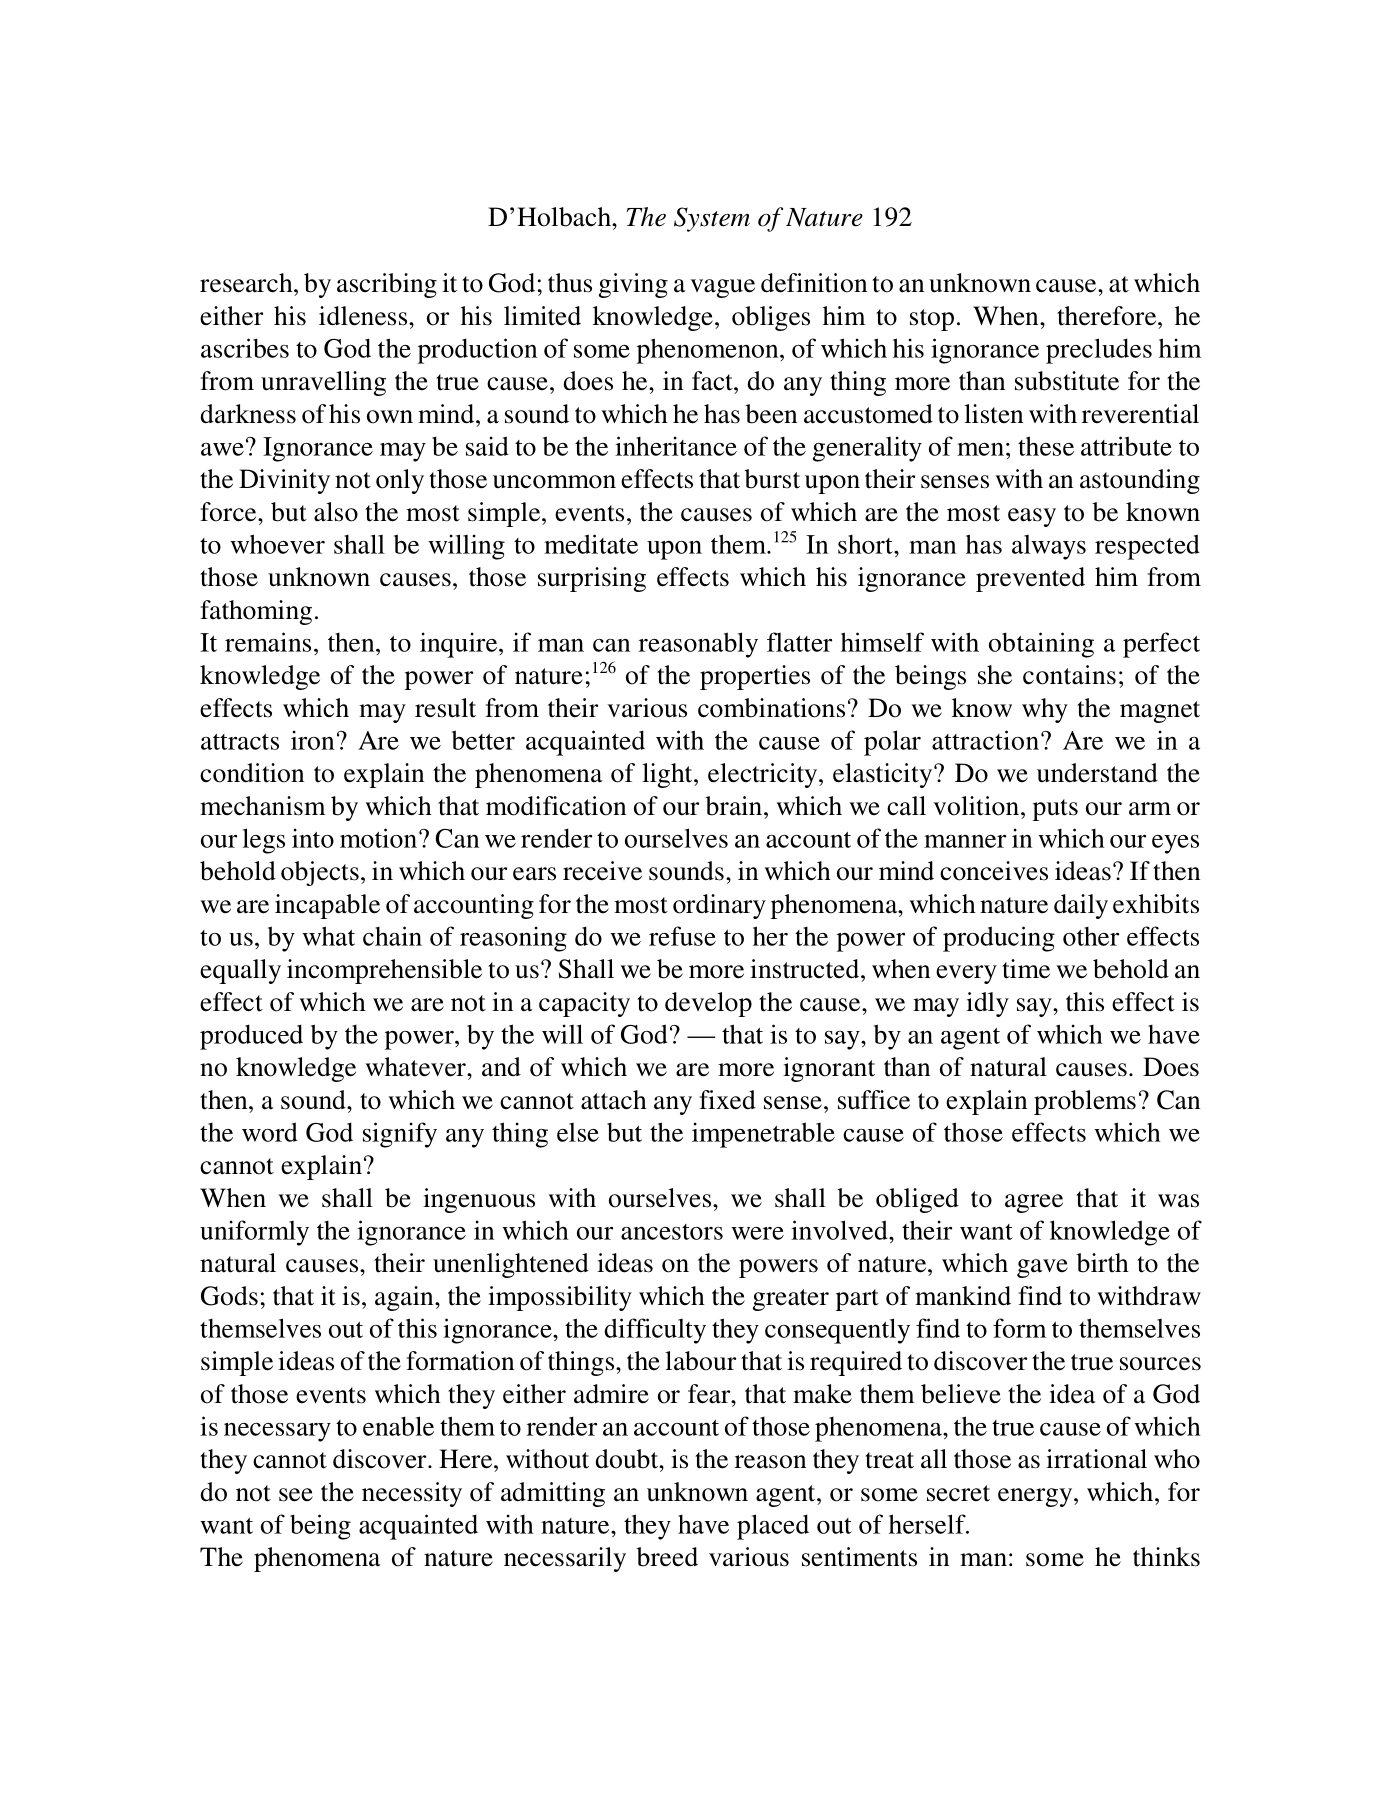 D’Holbach, The System of Nature 192
research, by ascribing it to God; thus giving a vague definition to an unknown cause, at which
either his idleness, or his limited knowledge, obliges him to stop. When, therefore, he
ascribes to God the production of some phenomenon, of which his ignorance precludes him
from unravelling the true cause, does he, in fact, do any thing more than substitute for the
darkness of his own mind, a sound to which he has been accustomed to listen with reverential
awe? Ignorance may be said to be the inheritance of the generality of men; these attribute to
the Divinity not only those uncommon effects that burst upon their senses with an astounding
force, but also the most simple, events, the causes of which are the most easy to be known
to whoever shall be willing to meditate upon them.125 In short, man has always respected
those unknown causes, those surprising effects which his ignorance prevented him from
fathoming.
It remains, then, to inquire, if man can reasonably flatter himself with obtaining a perfect
knowledge of the power of nature;126 of the properties of the beings she contains; of the
effects which may result from their various combinations? Do we know why the magnet
attracts iron? Are we better acquainted with the cause of polar attraction? Are we in a
condition to explain the phenomena of light, electricity, elasticity? Do we understand the
mechanism by which that modification of our brain, which we call volition, puts our arm or
our legs into motion? Can we render to ourselves an account of the manner in which our eyes
behold objects, in which our ears receive sounds, in which our mind conceives ideas? If then
we are incapable of accounting for the most ordinary phenomena, which nature daily exhibits
to us, by what chain of reasoning do we refuse to her the power of producing other effects
equally incomprehensible to us? Shall we be more instructed, when every time we behold an
effect of which we are not in a capacity to develop the cause, we may idly say, this effect is
produced by the power, by the will of God? — that is to say, by an agent of which we have
no knowledge whatever, and of which we are more ignorant than of natural causes. Does
then, a sound, to which we cannot attach any fixed sense, suffice to explain problems? Can
the word God signify any thing else but the impenetrable cause of those effects which we
cannot explain?
When we shall be ingenuous with ourselves, we shall be obliged to agree that it was
uniformly the ignorance in which our ancestors were involved, their want of knowledge of
natural causes, their unenlightened ideas on the powers of nature, which gave birth to the
Gods; that it is, again, the impossibility which the greater part of mankind find to withdraw
themselves out of this ignorance, the difficulty they consequently find to form to themselves
simple ideas of the formation of things, the labour that is required to discover the true sources
of those events which they either admire or fear, that make them believe the idea of a God
is necessary to enable them to render an account of those phenomena, the true cause of which
they cannot discover. Here, without doubt, is the reason they treat all those as irrational who
do not see the necessity of admitting an unknown agent, or some secret energy, which, for
want of being acquainted with nature, they have placed out of herself.
The phenomena of nature necessarily breed various sentiments in man: some he thinks